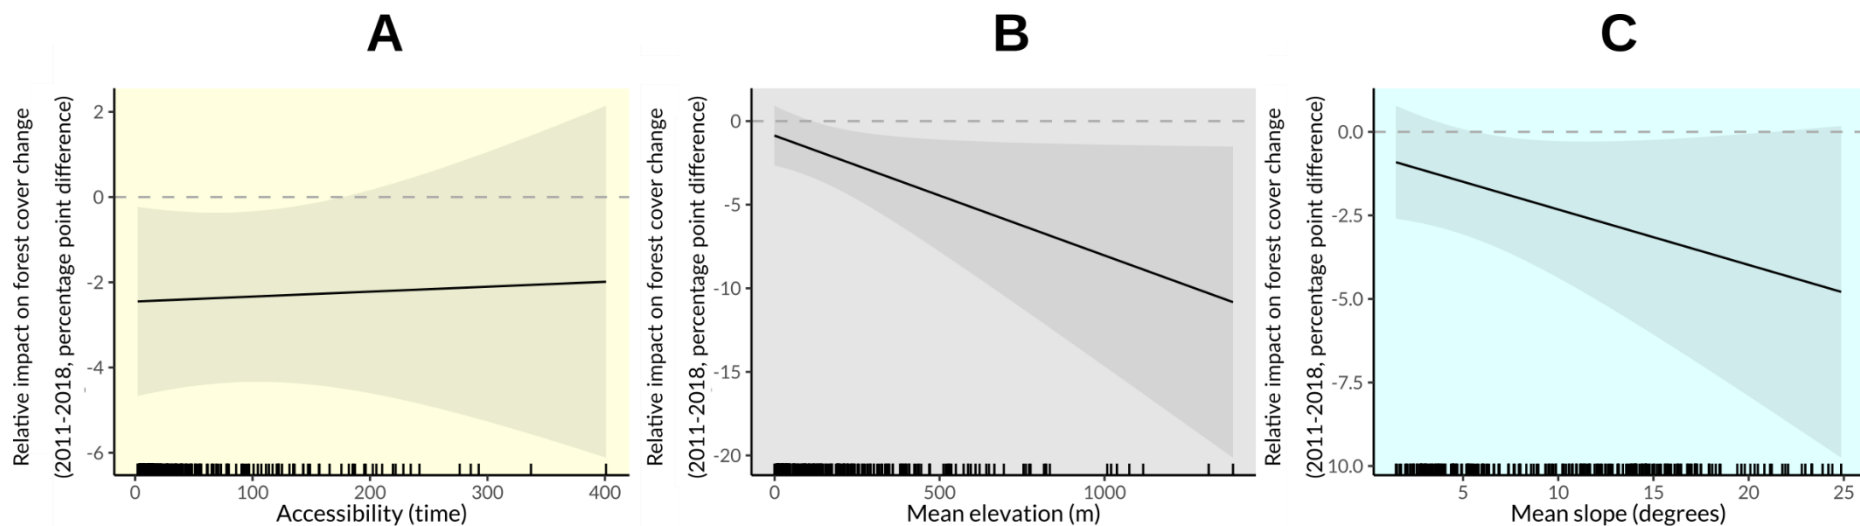 A
B
C
Relative impact on forest cover change
(2011-2018, percentage point difference)
2
0
-2
-4
-6
0
100
200
300
400
Accessibility (time)
Relative impact on forest cover change
(2011-2018, percentage point difference)
0
-5
-10
-15
-20
0
500
1000
Mean elevation (m)
Relative impact on forest cover change
(2011-2018, percentage point difference)
0.0
-2.5
-5.0
-7.5
10.0
5
10
15
20
25
Mean slope (degrees)